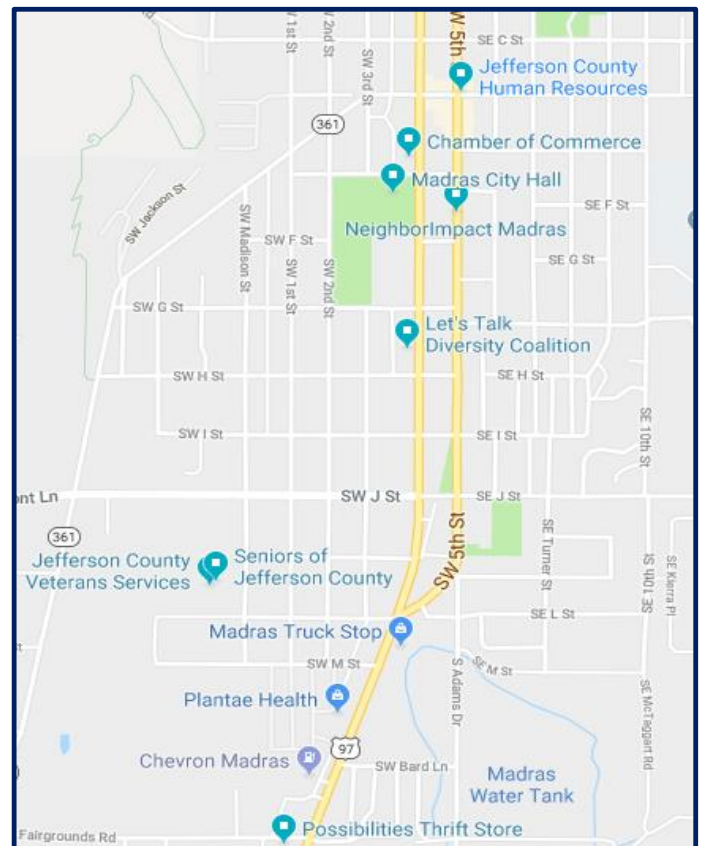 SW 1st St
SW 2nd St
SW 3rd St
SW 5th
SE C St
Jefferson County
Human Resources
361
Chamber of Commerce
Madras City Hall
SW Jackson St
SW Madison St
SE F St
NeighborImpact Madras
SW F St
SW 1st St
SW 2nd St
SE G St
SW G St
Let's Talk
Diversity Coalition
SW H St
SE H St
SW I St
SE I St
SE 10th St
ont Ln
SW J St
SE J St
361
SW 5th St
SE Turner St
SE 10th St
SE Kierra Pl
Jefferson County
Veterans Services
Seniors of
Jefferson County
SE L St
Madras Truck Stop
SW M St
SE M St
S Adams Dr
SE McTaggart Rd
Plantae Health
97
Chevron Madras
SW Bard Ln
Madras
Water Tank
Fairgrounds Rd
Possibilities Thrift Store